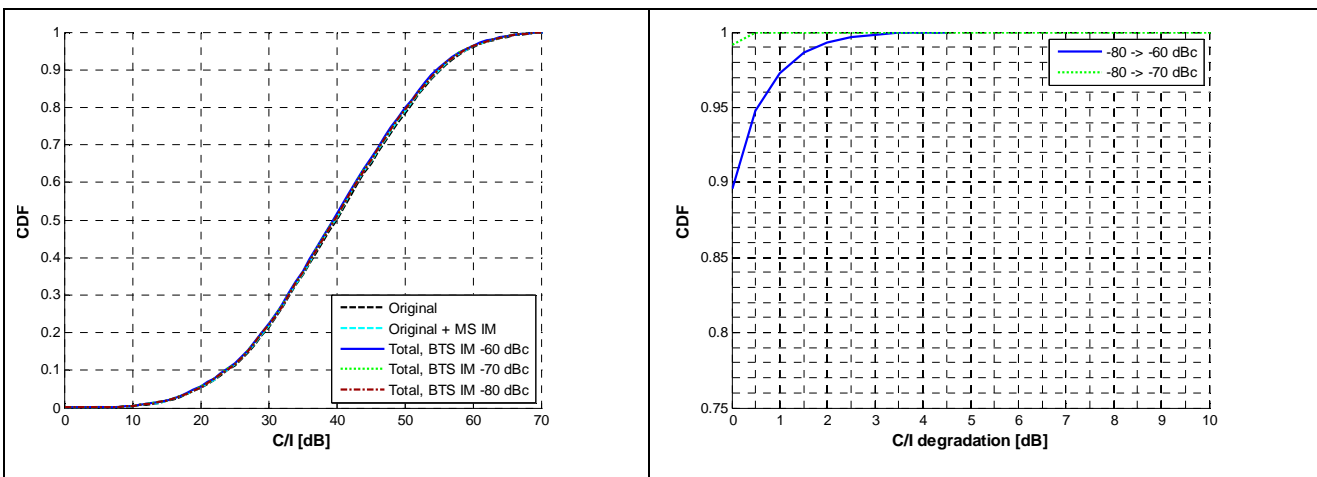 1
0.9
0.8
0.7
0.6
0.5
0.4
0.3
0.2
0.1
0
CDF
0 10 20 30 40 50 60 70
C/I [dB]
Original
Original + MS IM
Total, BTS IM -60 dBc
Total, BTS IM -70 dBc
Total, BTS IM -80 dBc
1
0.95
0.9
0.85
0.8
0.75
CDF
0 1 2 3 4 5 6 7 8 9 10
C/I degradation [dB]
-80 -> -60 dBc
-80 -> -70 dBc